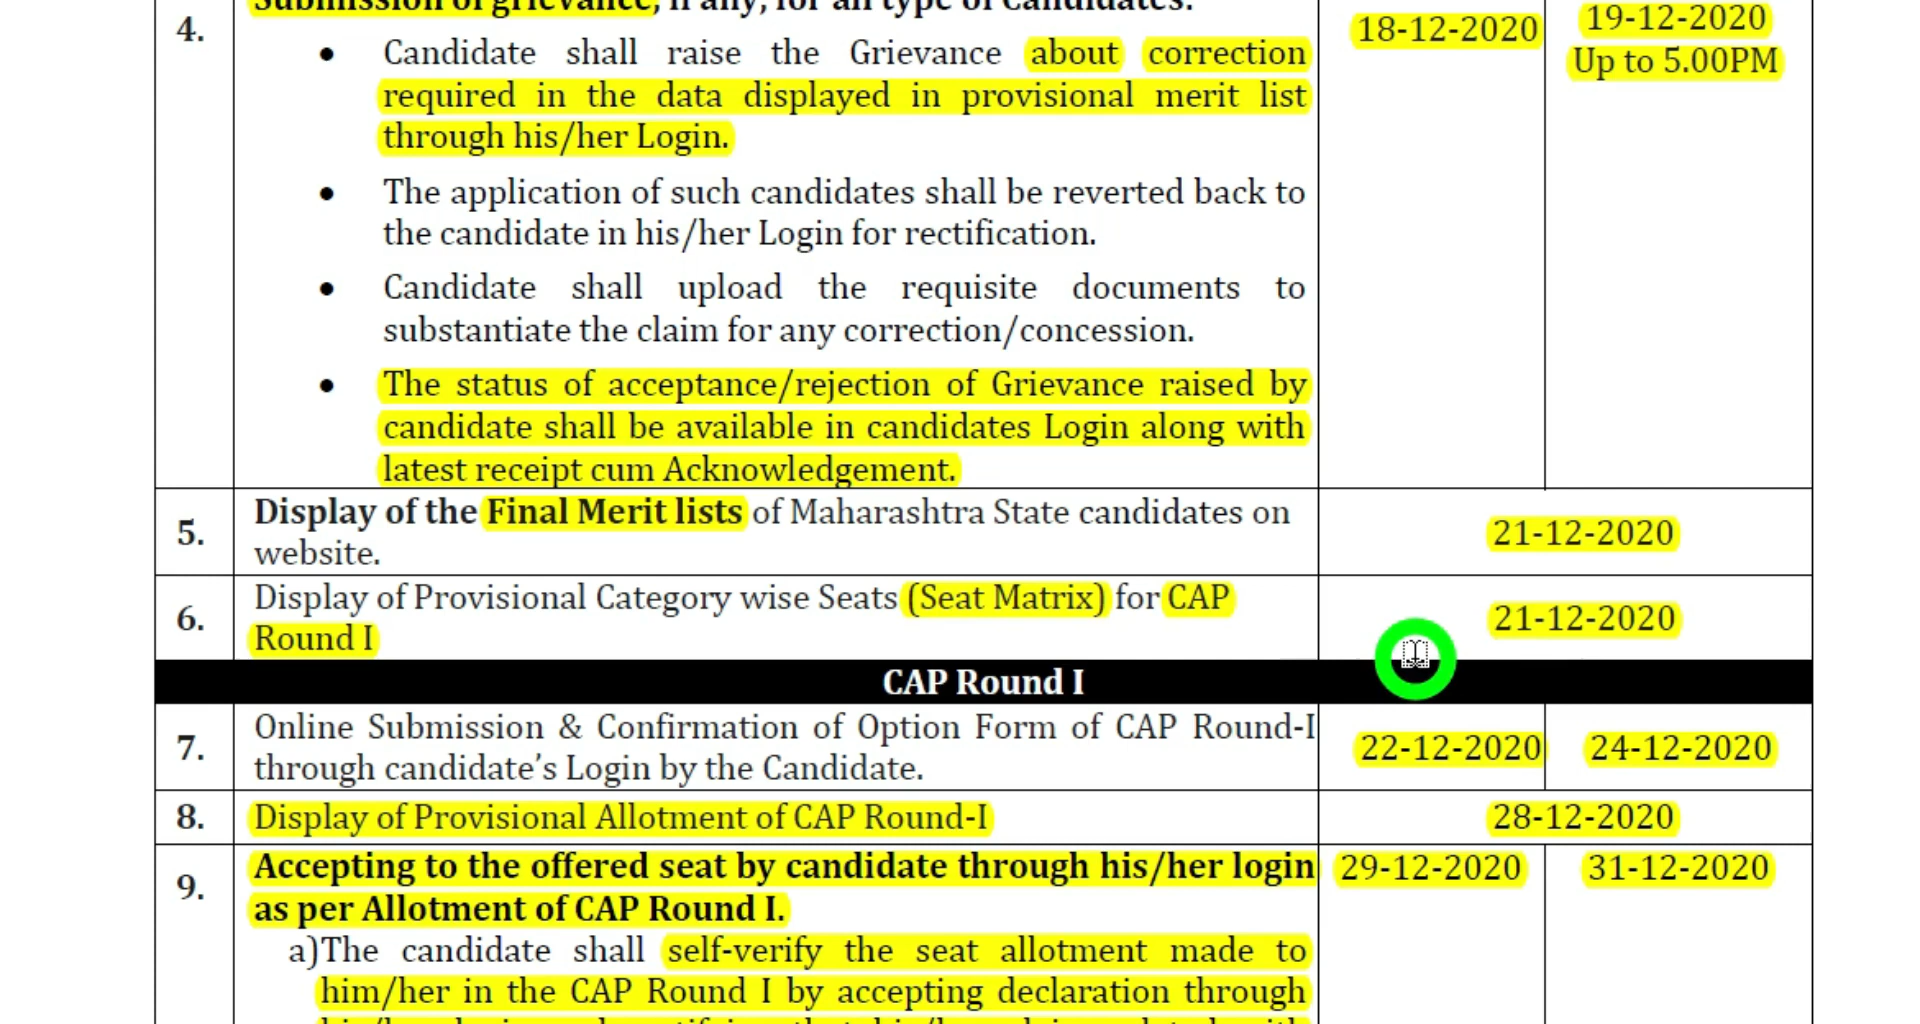 4.
Submission of grievance, if any, for all type of Candidates.
18-12-2020
19-12-2020
Up to 5.00PM
• Candidate shall raise the Grievance about correction
required in the data displayed in provisional merit list
through his/her Login.
• The application of such candidates shall be reverted back to
the candidate in his/her Login for rectification.
• Candidate shall upload the requisite documents to
substantiate the claim for any correction/concession.
• The status of acceptance/rejection of Grievance raised by
candidate shall be available in candidates Login along with
latest receipt cum Acknowledgement.
5.
Display of the Final Merit lists of Maharashtra State candidates on
website.
21-12-2020
6.
Display of Provisional Category wise Seats (Seat Matrix) for CAP
Round I
21-12-2020
CAP Round I
7.
Online Submission & Confirmation of Option Form of CAP Round-I
through candidate’s Login by the Candidate.
22-12-2020
24-12-2020
8.
Display of Provisional Allotment of CAP Round-I
28-12-2020
9.
Accepting to the offered seat by candidate through his/her login
as per Allotment of CAP Round I.
29-12-2020
31-12-2020
a)The candidate shall self-verify the seat allotment made to
him/her in the CAP Round I by accepting declaration through